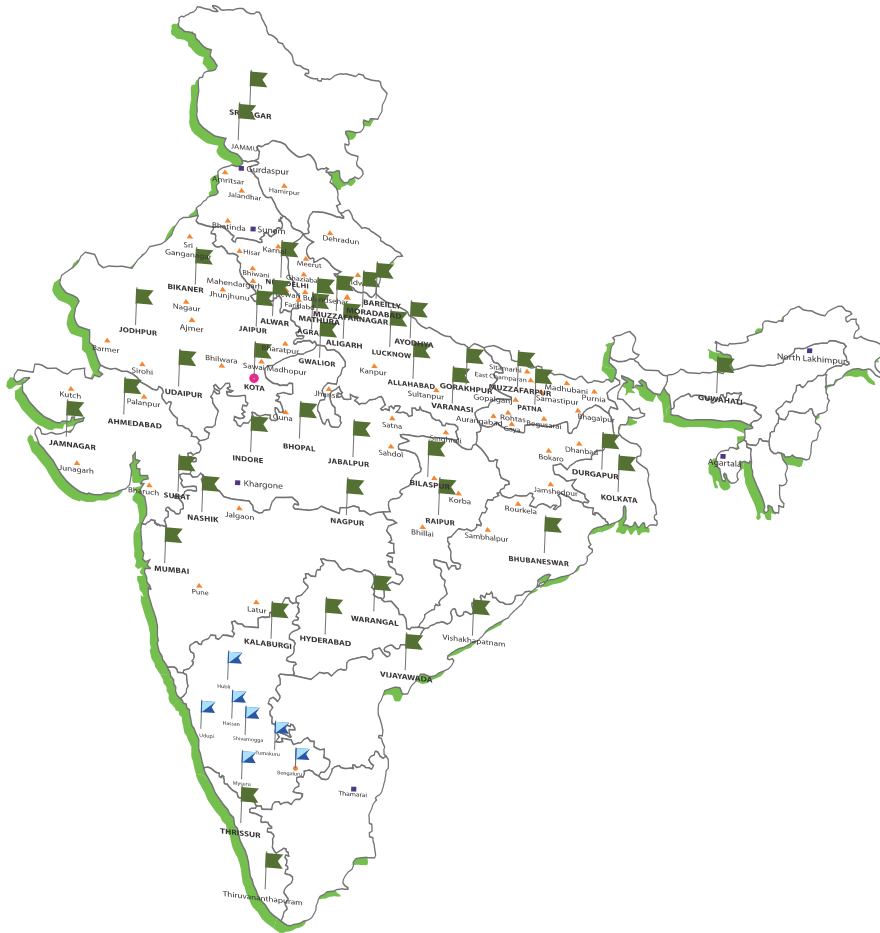 SRINAGAR
JAMMU
Gurdaspur
Amritsar
Hamirpur
Jalandhar
Bhatinda
Sunam
Dehradun
Sri
Ganganagar
Hisar
Karnal
Meerut
Bhiwani
Ghaziabad
Mahendargarh
NEW DELHI
BIKANER
Jhunjhunu
Bulandsehar
Faridabad
BAREILLY
MORADABAD
MUZZAFARNAGAR
Nagaur
MATHURA
ALWAR
JODHPUR
Ajmer
JAIPUR
AGRA
ALIGARH
AYODHYA
Barmer
Bharatpur
LUCKNOW
Bhilwara
Sawai Madhopur
GWALIOR
Sirohi
Kanpur
Sitamarhi
East Champaran
North Lakhimpur
KOTA
ALLAHABAD
GORAKHPUR
MUZZAFARPUR
Madhubani
Kutch
UDAIPUR
Jhansi
Sultanpur
Gopalganj
Samastipur
Purnia
GUWAHATI
Palanpur
VARANASI
PATNA
AHMEDABAD
Guna
Satna
Aurangabad
Rohtas
Begusarai
Bhagalpur
Gaya
JAMNAGAR
BHOPAL
Singhrauli
INDORE
JABALPUR
Sahdol
Bokaro
Dhanbad
Agartala
Junagarh
DURGAPUR
Khargone
BILASPUR
Bharuch
SURAT
Korba
Jamshedpur
KOLKATA
NASHIK
Jalgaon
NAGPUR
RAIPUR
Rourkela
Bhillai
Sambhalpur
BHUBANESWAR
MUMBAI
Pune
Latur
WARANGAL
KALABURGI
HYDERABAD
Vishakhapatnam
VIJAYAWADA
Hubli
Hassan
Udupi
Shivamogga
Tumakuru
Bengaluru
Mysuru
Thamarai
THRISSUR
Thiruvananthapuram